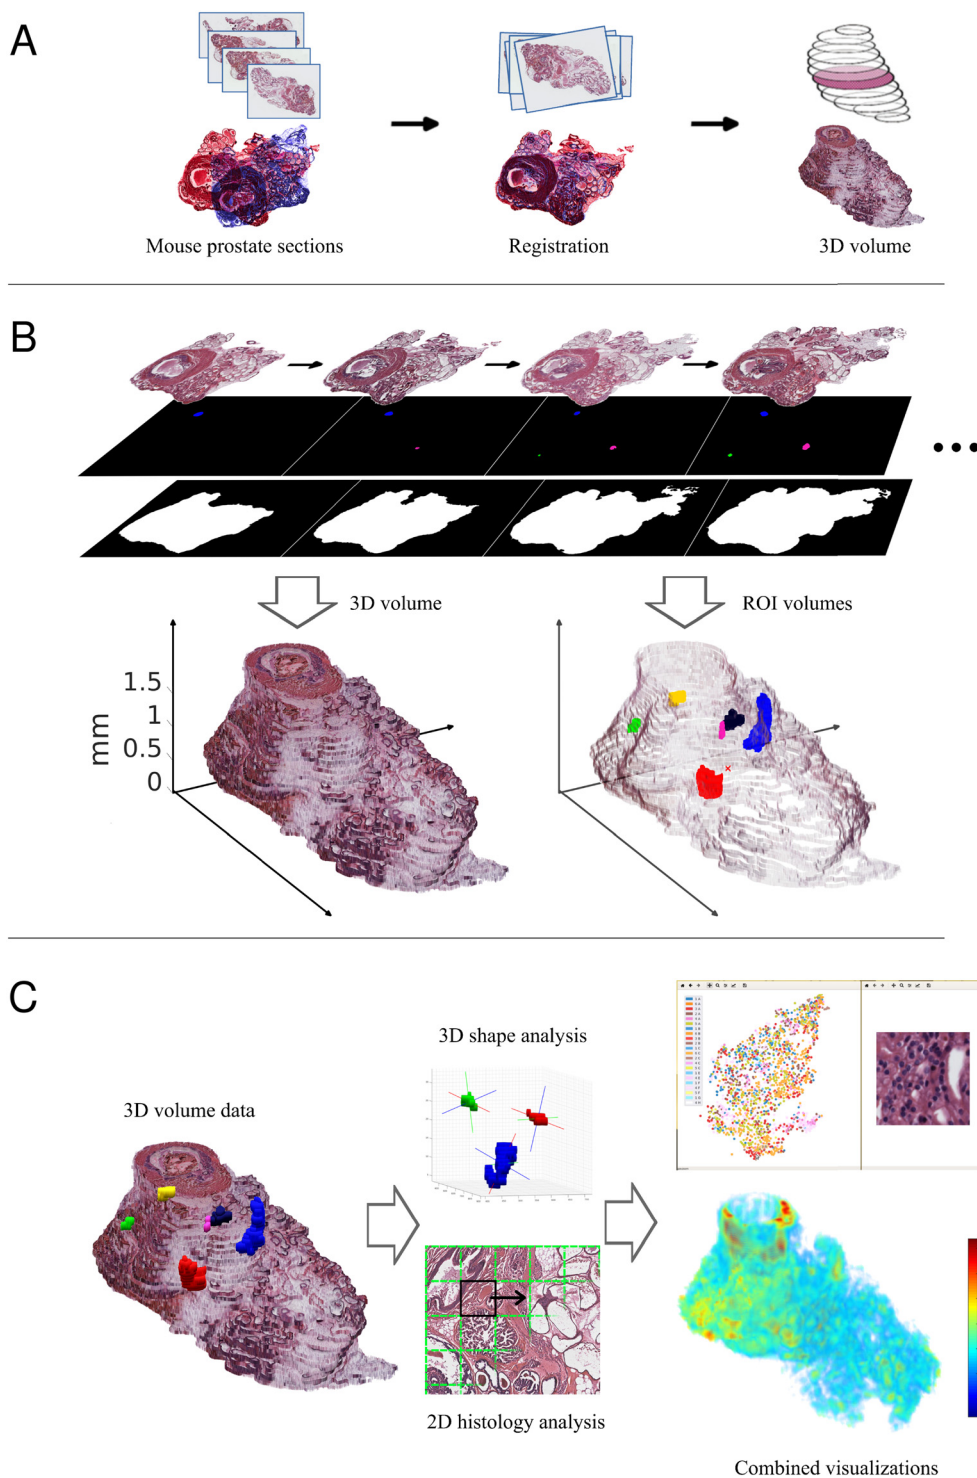 A
Mouse prostate sections
Registration
3D volume
B
3D volume
ROI volumes
1.5
1
0.5
0
mm
C
3D shape analysis
3D volume data
2D histology analysis
Combined visualizations